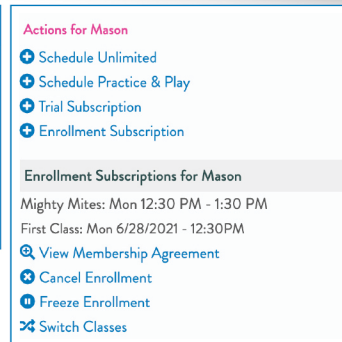 Actions for Mason
Schedule Unlimited
Schedule Practice & Play
Trial Subscription
Enrollment Subscription
Enrollment Subscriptions for Mason
Mighty Mites: Mon 12:30 PM - 1:30 PM
First Class: Mon 6/28/2021 - 12:30PM
View Membership Agreement
Cancel Enrollment
Freeze Enrollment
Switch Classes